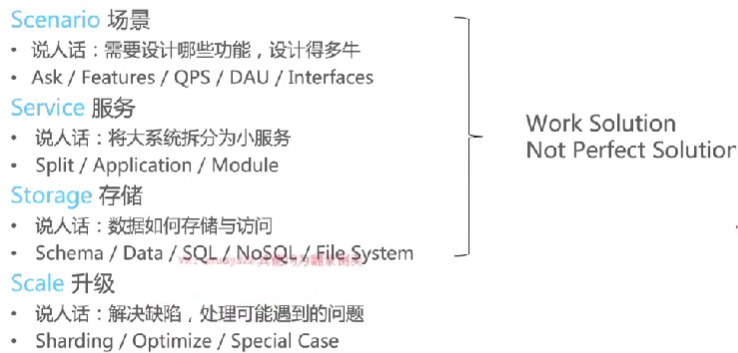 Scenario 场景
• 说人话：需要设计哪些功能，设计得多牛
• Ask / Features / QPS / DAU / Interfaces
Service 服务
• 说人话：将大系统拆分为小服务
• Split / Application / Module
Storage 存储
• 说人话：数据如何存储与访问
• Schema / Data / SQL / NoSQL / File System
Scale 升级
• 说人话：解决缺陷，处理可能遇到的问题
• Sharding / Optimize / Special Case
Work Solution
Not Perfect Solution